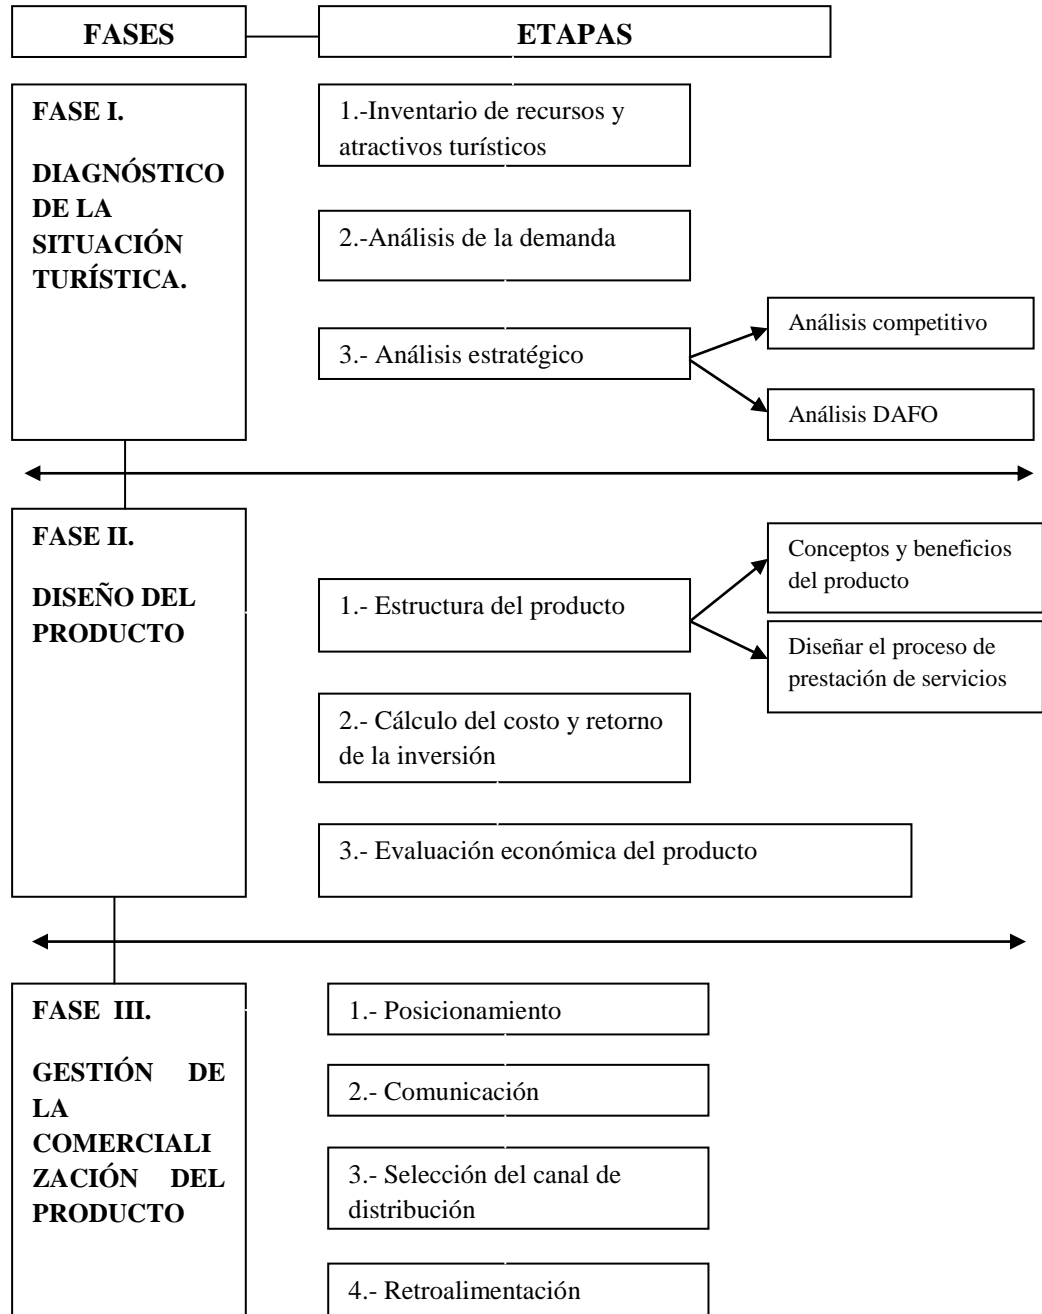 FASES
ETAPAS
FASE I.
DIAGNÓSTICO
DE LA
SITUACIÓN
TURÍSTICA.
1.-Inventario de recursos y
atractivos turísticos
2.-Análisis de la demanda
3.- Análisis estratégico
Análisis competitivo
Análisis DAFO
FASE II.
DISEÑO DEL
PRODUCTO
1.- Estructura del producto
Conceptos y beneficios
del producto
Diseñar el proceso de
prestación de servicios
2.- Cálculo del costo y retorno
de la inversión
3.- Evaluación económica del producto
FASE III.
GESTIÓN DE
LA
COMERCIALI
ZACIÓN DEL
PRODUCTO
1.- Posicionamiento
2.- Comunicación
3.- Selección del canal de
distribución
4.- Retroalimentación